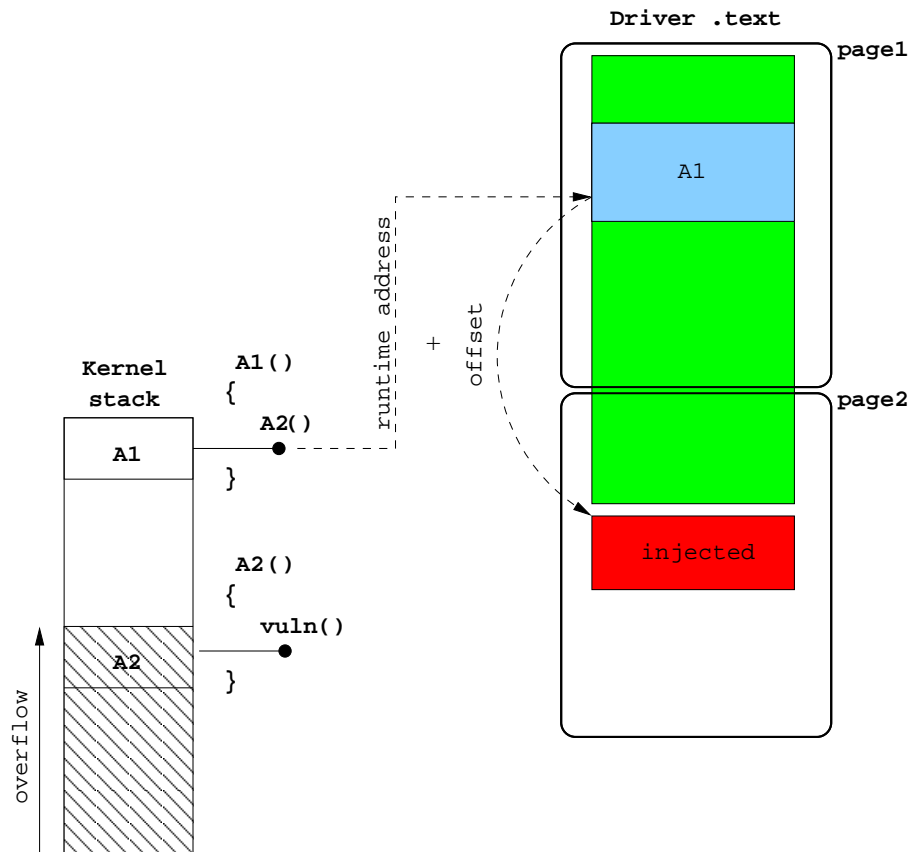 Driver .text
page1
A1
runtime address
+
offset
page2
injected
Kernel
stack
A1
A1()
{
A2()
}
A2()
{
vuln()
}
A2
overflow